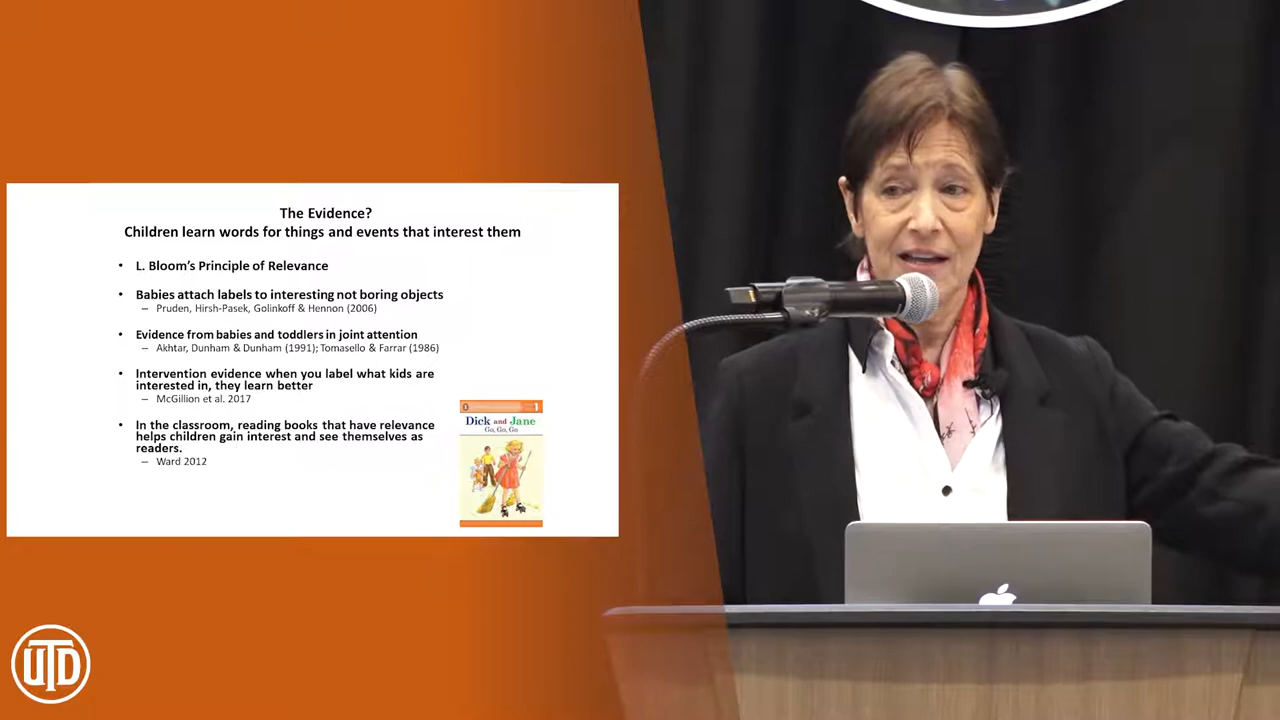 The Evidence?
Children learn words for things and events that interest them
• L. Bloom's Principle of Relevance
• Babies attach labels to interesting not boring objects
– Pruden, Hirsh-Pasek, Golinkoff & Hennon (2006)
• Evidence from babies and toddlers in joint attention
– Akhtar, Dunham & Dunham (1991); Tomasello & Farrar (1986)
• Intervention evidence when you label what kids are
interested in, they learn better
– McGillion et al. 2017
• In the classroom, reading books that have relevance
helps children gain interest and see themselves as
readers.
– Ward 2012
Dick and Jane
Go, Go, Go
UTD